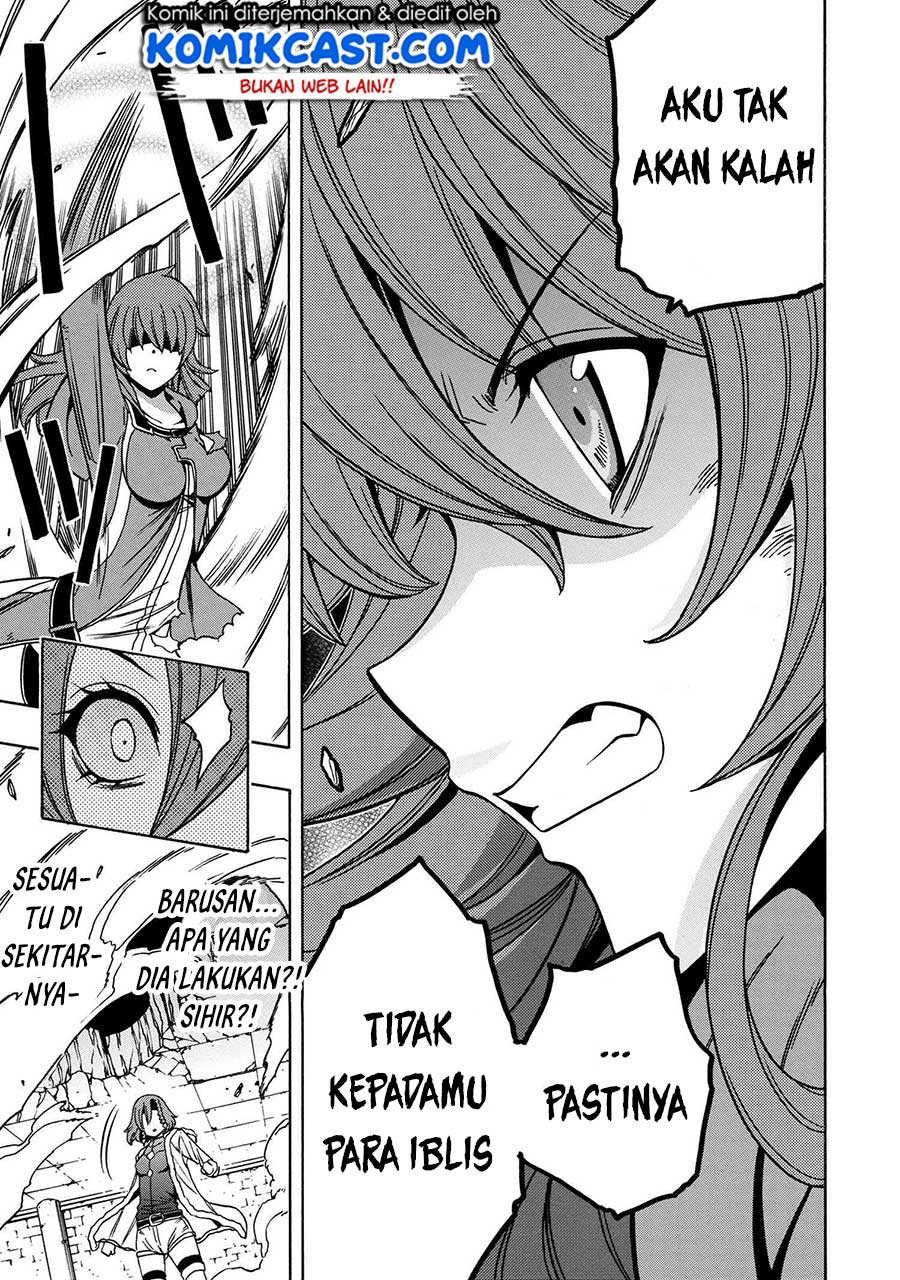 Komik ini diterjemahkan & diedit oleh
KOMIKCAST.COM
BUKAN WEB LAIN!!
AKU TAK
AKAN KALAH
...
PASTINYA
TIDAK
KEPADAMU
PARA IBLIS
BARUSAN...
APA YANG
DIA LAKUKAN?!
SIHIR?!
SESUA-
TU DI
SEKITAR-
NYA-